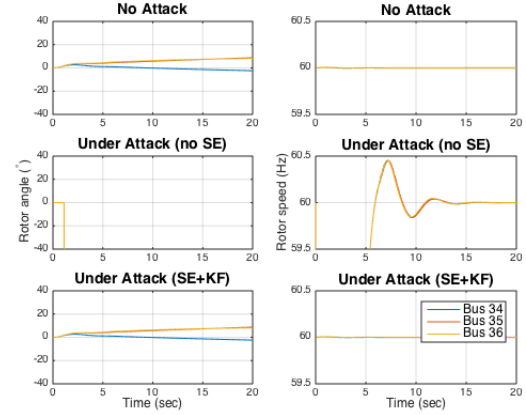 No Attack
40
20
0
-20
-40
0 5 10 15 20
No Attack
60.5
60
59.5
0 5 10 15 20
Under Attack (no SE)
Rotor angle (°)
40
20
0
-20
-40
0 5 10 15 20
Under Attack (no SE)
Rotor speed (Hz)
60.5
60
59.5
0 5 10 15 20
Under Attack (SE+KF)
40
20
0
-20
-40
0 5 10 15 20
Time (sec)
Under Attack (SE+KF)
60.5
60
59.5
0 5 10 15 20
Time (sec)
Bus 34
Bus 35
Bus 36